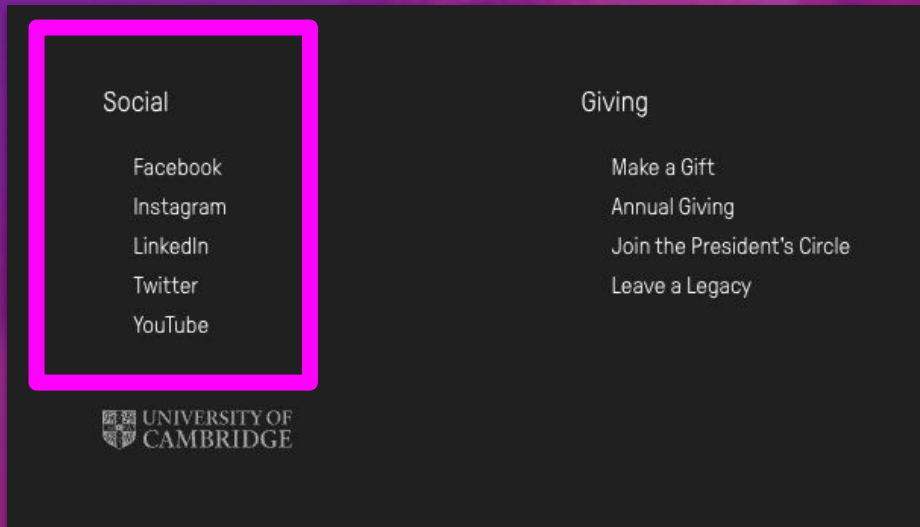 Social
Facebook
Instagram
LinkedIn
Twitter
YouTube
Giving
Make a Gift
Annual Giving
Join the President's Circle
Leave a Legacy
UNIVERSITY OF
CAMBRIDGE